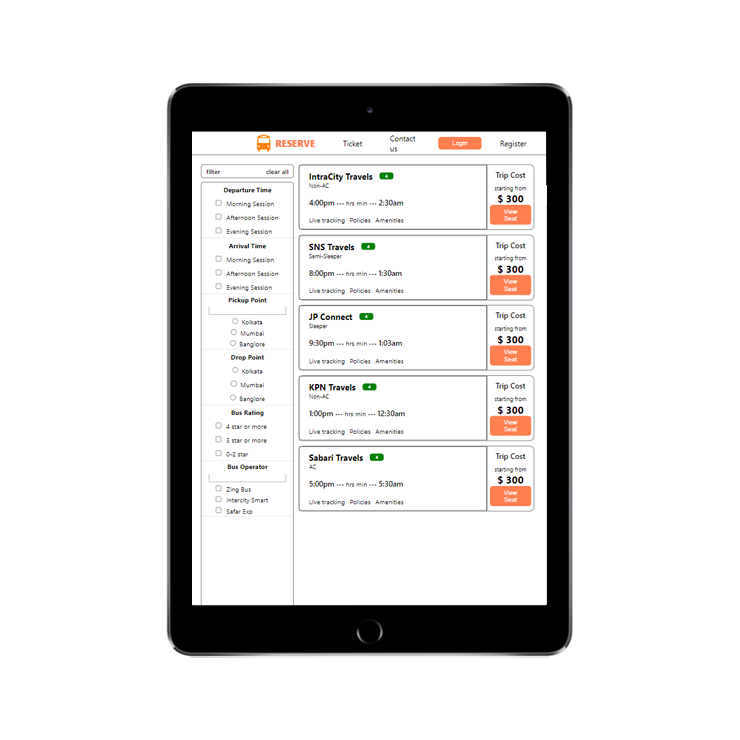 RESERVE
Ticket
Contact
us
Login
Register
filter
clear all
Departure Time
Morning Session
Afternoon Session
Evening Session
Arrival Time
Morning Session
Afternoon Session
Evening Session
Pickup Point
Kolkata
Mumbai
Banglore
Drop Point
Kolkata
Mumbai
Banglore
Bus Rating
4 star or more
3 star or more
0-2 star
Bus Operator
Zing Bus
Intercity Smart
Safar Exp
IntraCity Travels 4
Non-AC
4:00pm --- hrs min --- 2:30am
Live tracking Policies Amenities
Trip Cost
starting from
$ 300
View
Seat
SNS Travels 4
Semi-Sleeper
8:00pm --- hrs min --- 1:30am
Live tracking Policies Amenities
Trip Cost
starting from
$ 300
View
Seat
JP Connect 4
Sleeper
9:30pm --- hrs min --- 1:03am
Live tracking Policies Amenities
Trip Cost
starting from
$ 300
View
Seat
KPN Travels 4
Non-AC
1:00pm --- hrs min --- 12:30am
Live tracking Policies Amenities
Trip Cost
starting from
$ 300
View
Seat
Sabari Travels 4
AC
5:00pm --- hrs min --- 5:30am
Live tracking Policies Amenities
Trip Cost
starting from
$ 300
View
Seat